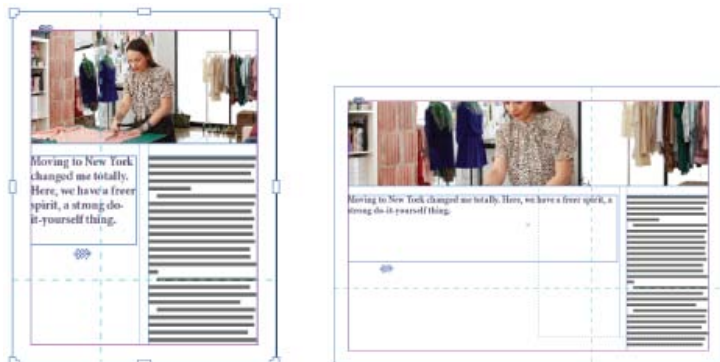 Moving to New York
changed me totally.
Here, we have a freer
spirit, a strong do-
it-yourself thing.
Moving to New York changed me totally. Here, we have a freer spirit, a
strong do-it-yourself thing.